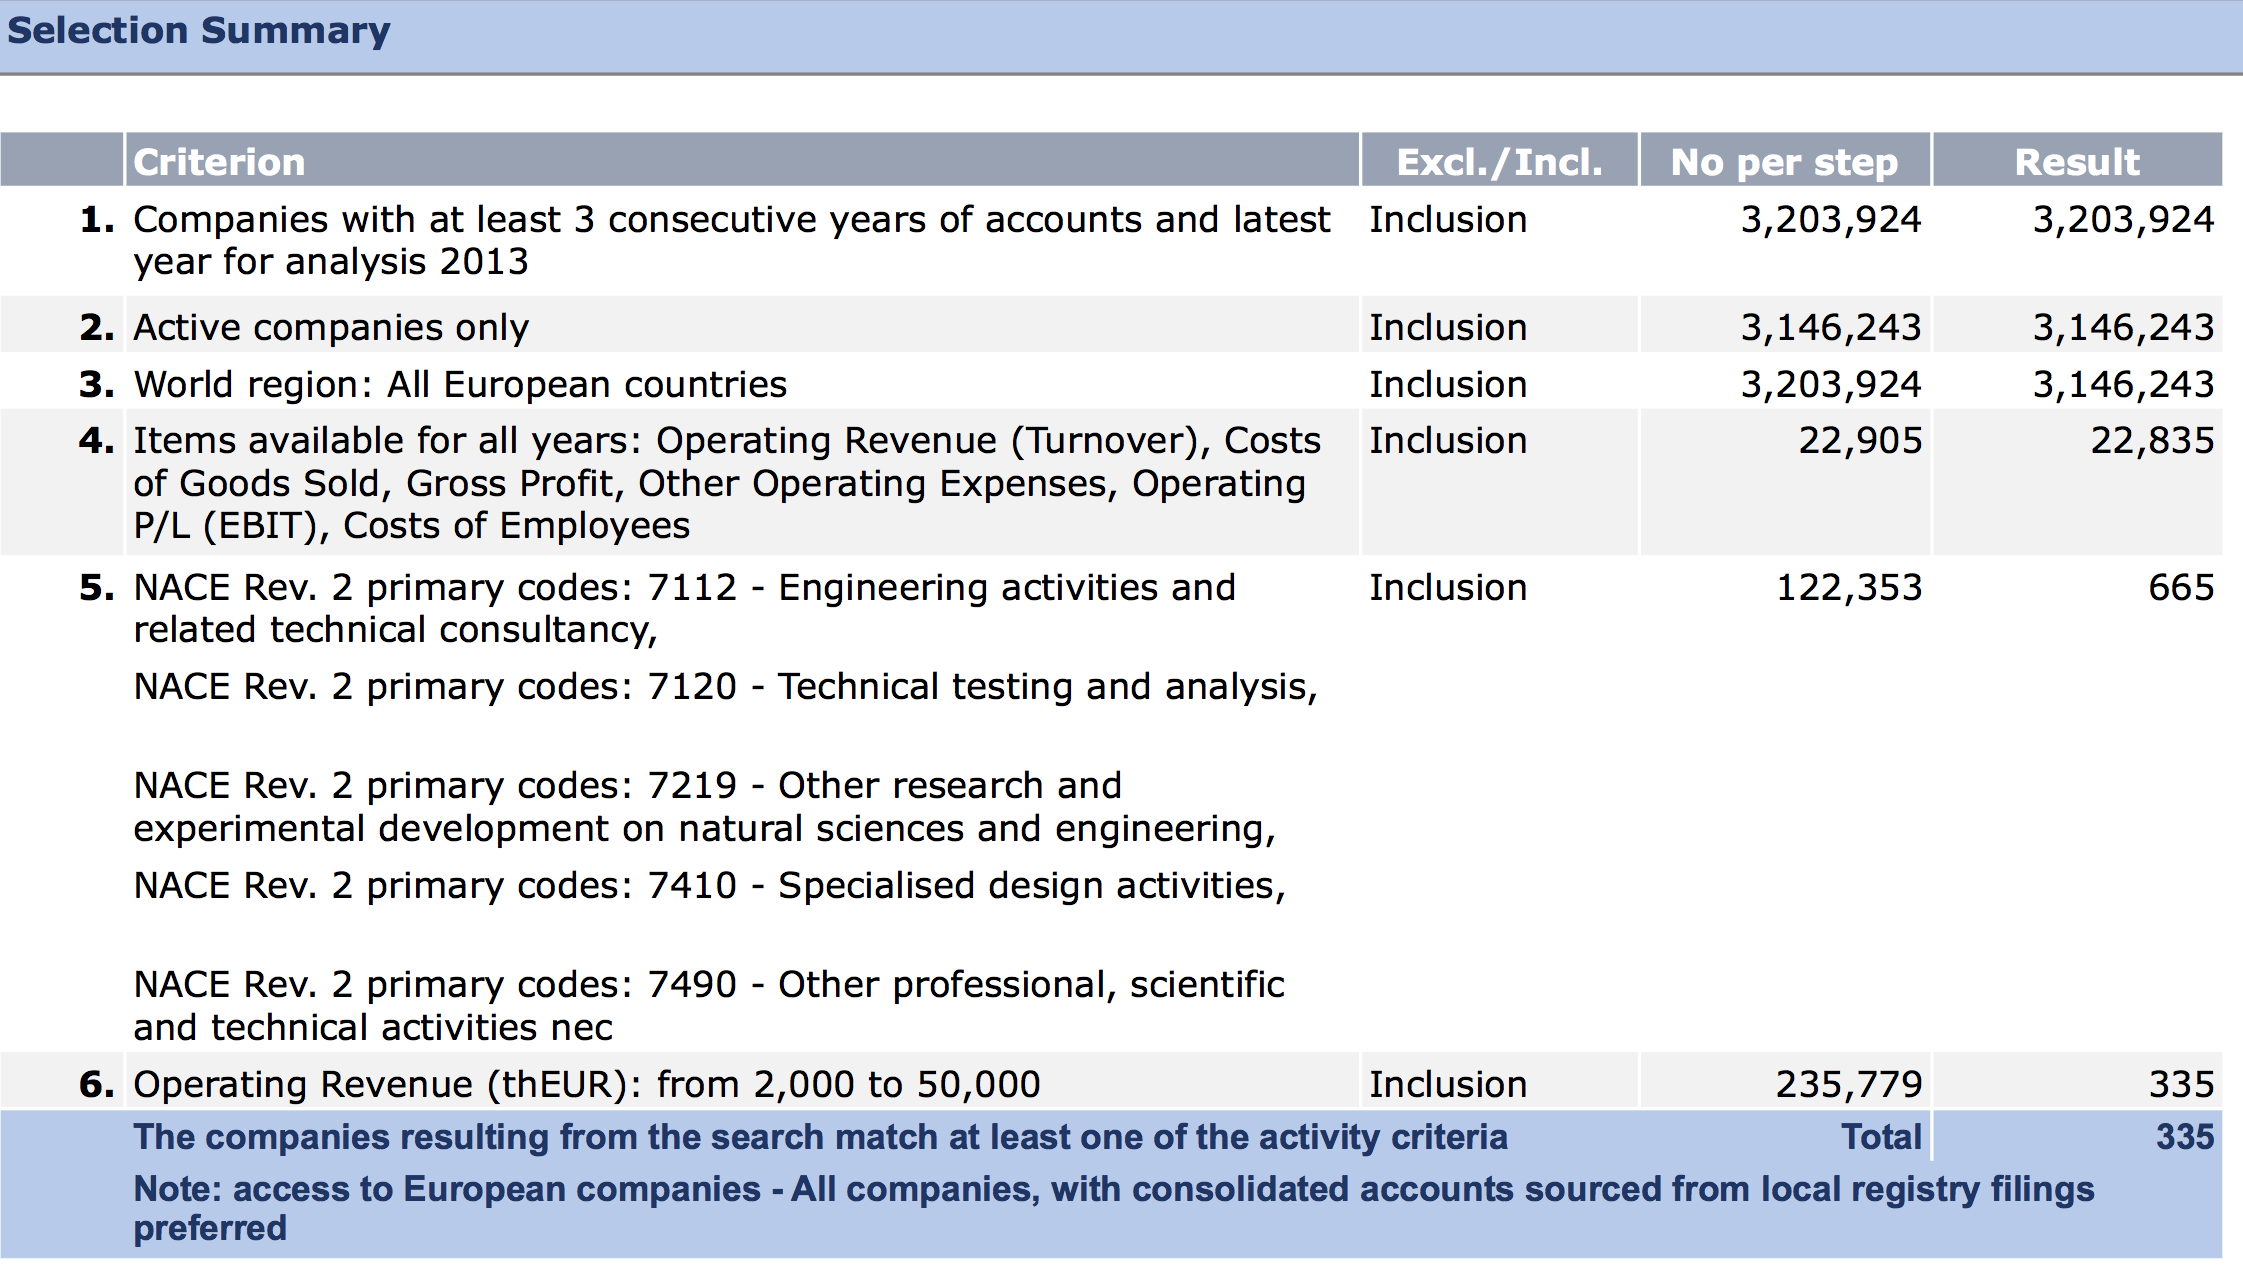 Selection Summary
Criterion Excl./Incl. No per step Result
1. Companies with at least 3 consecutive years of accounts and latest Inclusion 3,203,924 3,203,924
year for analysis 2013
2. Active companies only Inclusion 3,146,243 3,146,243
3. World region: All European countries Inclusion 3,203,924 3,146,243
4. Items available for all years: Operating Revenue (Turnover), Costs Inclusion 22,905 22,835
of Goods Sold, Gross Profit, Other Operating Expenses, Operating
P/L (EBIT), Costs of Employees
5. NACE Rev. 2 primary codes: 7112 - Engineering activities and Inclusion 122,353 665
related technical consultancy,
NACE Rev. 2 primary codes: 7120 - Technical testing and analysis,
NACE Rev. 2 primary codes: 7219 - Other research and
experimental development on natural sciences and engineering,
NACE Rev. 2 primary codes: 7410 - Specialised design activities,
NACE Rev. 2 primary codes: 7490 - Other professional, scientific
and technical activities nec
6. Operating Revenue (thEUR): from 2,000 to 50,000 Inclusion 235,779 335
The companies resulting from the search match at least one of the activity criteria Total 335
Note: access to European companies - All companies, with consolidated accounts sourced from local registry filings
preferred